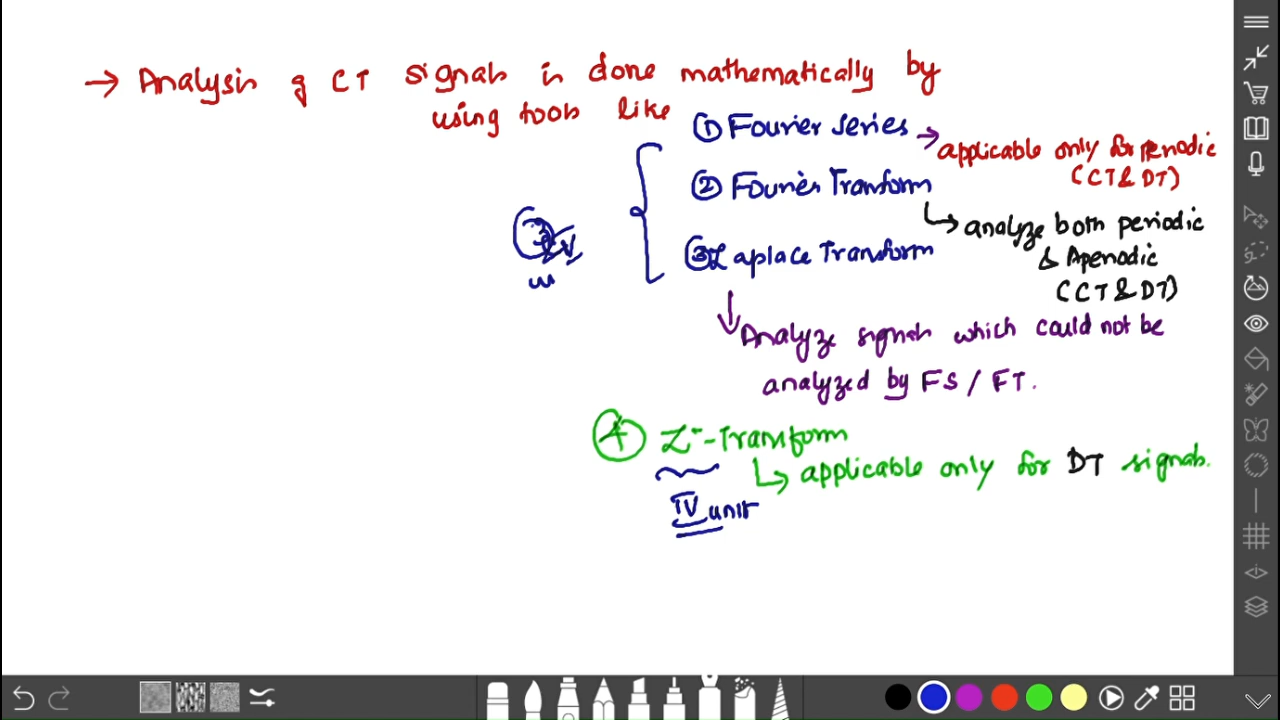 → Analysis of CT signals is done mathematically by
using tools like
① Fourier series → applicable only for periodic
(CT & DT)
② Fourier Transform
↳ analyze both periodic
& Aperiodic
(CT & DT)
③ Laplace Transform
↓ Analyze signals which could not be
analyzed by FS / FT.
④ Z-Transform
↳ applicable only for DT signals.
IV unit